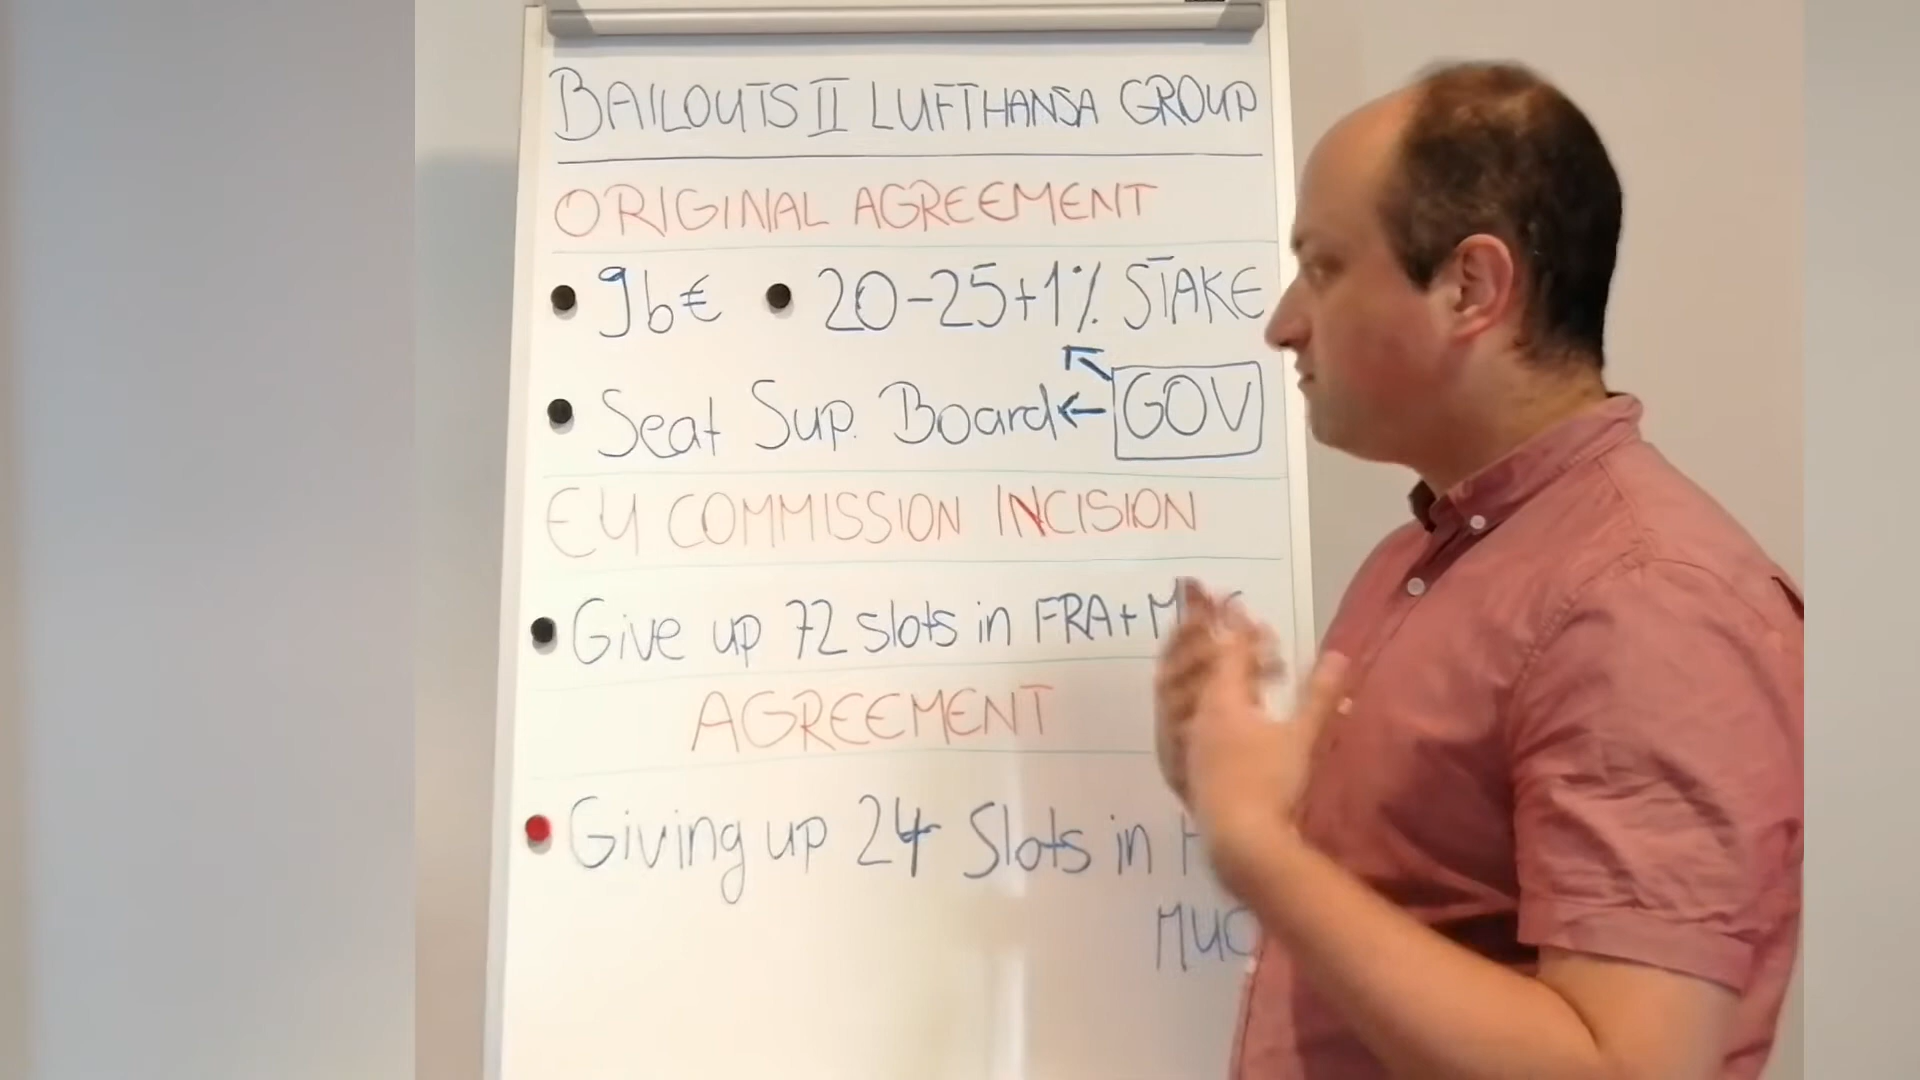 BAILOUTS II LUFTHANSA GROUP
ORIGINAL AGREEMENT
9b€ 20-25+1% STAKE
Seat Sup. Board ← GOV
EU COMMISSION INCISION
Give up 72 slots in FRA+
AGREEMENT
Giving up 24 Slots in
MUC